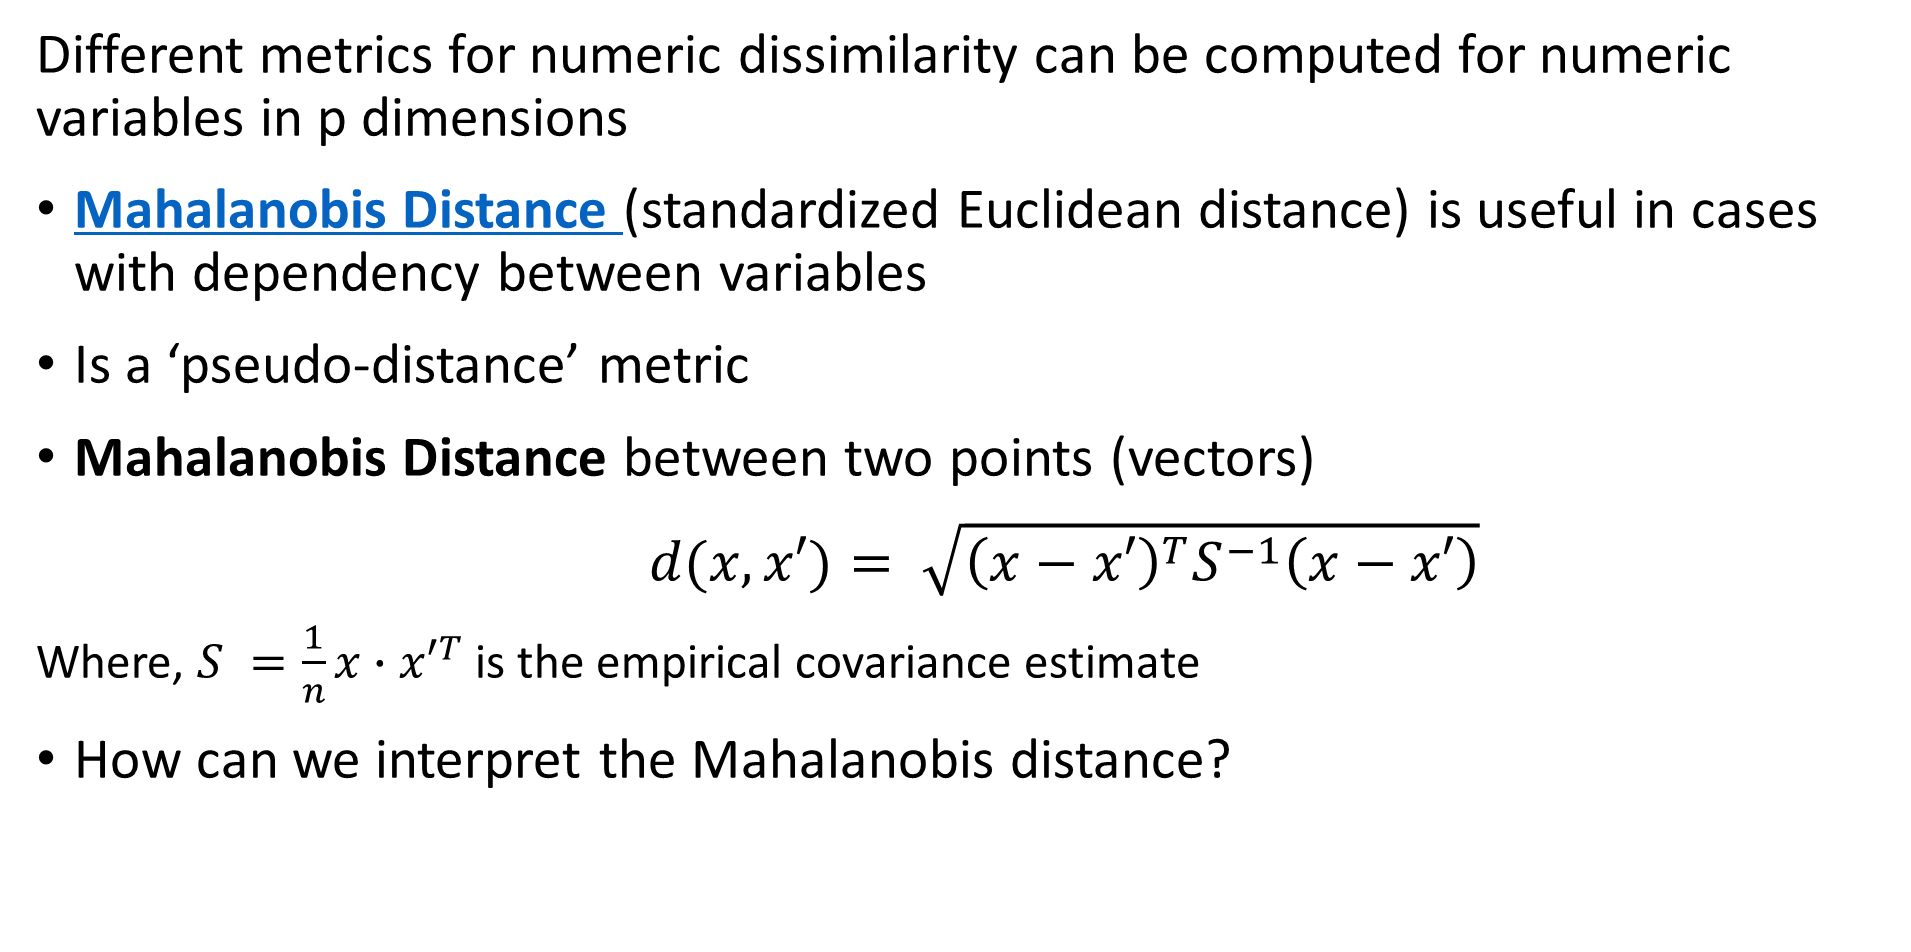 Different metrics for numeric dissimilarity can be computed for numeric
variables in p dimensions
• Mahalanobis Distance (standardized Euclidean distance) is useful in cases
with dependency between variables
• Is a ‘pseudo-distance’ metric
• Mahalanobis Distance between two points (vectors)
d(x, x′) = √(x − x′)ᵀS⁻¹(x − x′)
Where, S = 1/n x · x′ᵀ is the empirical covariance estimate
• How can we interpret the Mahalanobis distance?